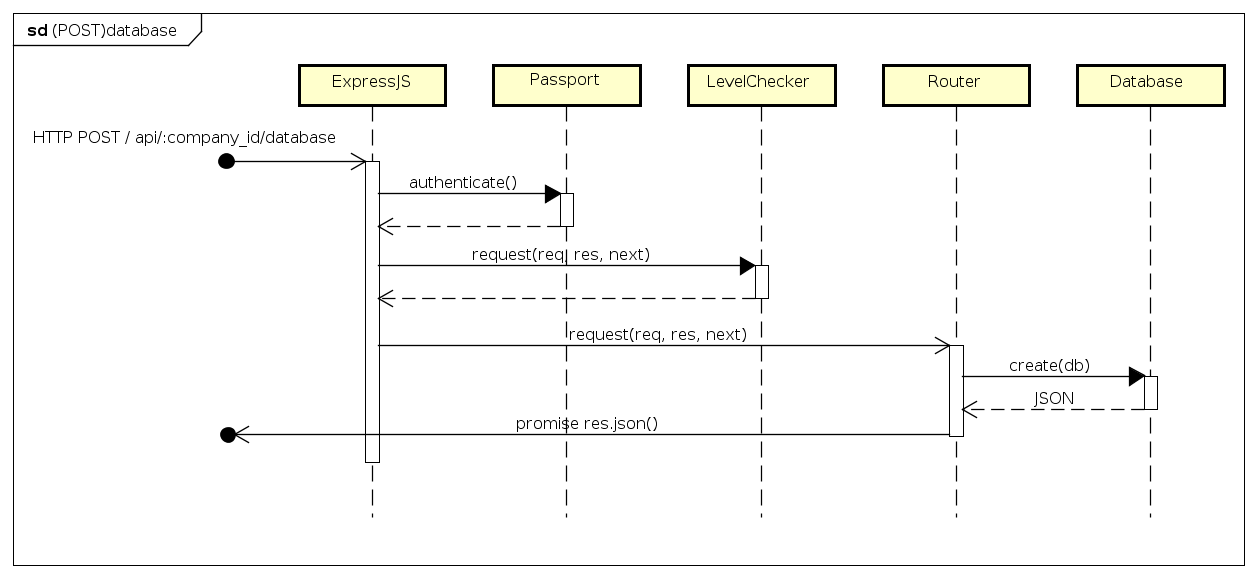 sd (POST)database
ExpressJS
Passport
LevelChecker
Router
Database
HTTP POST / api/:company_id/database
authenticate()
request(req, res, next)
request(req, res, next)
create(db)
JSON
promise res.json()